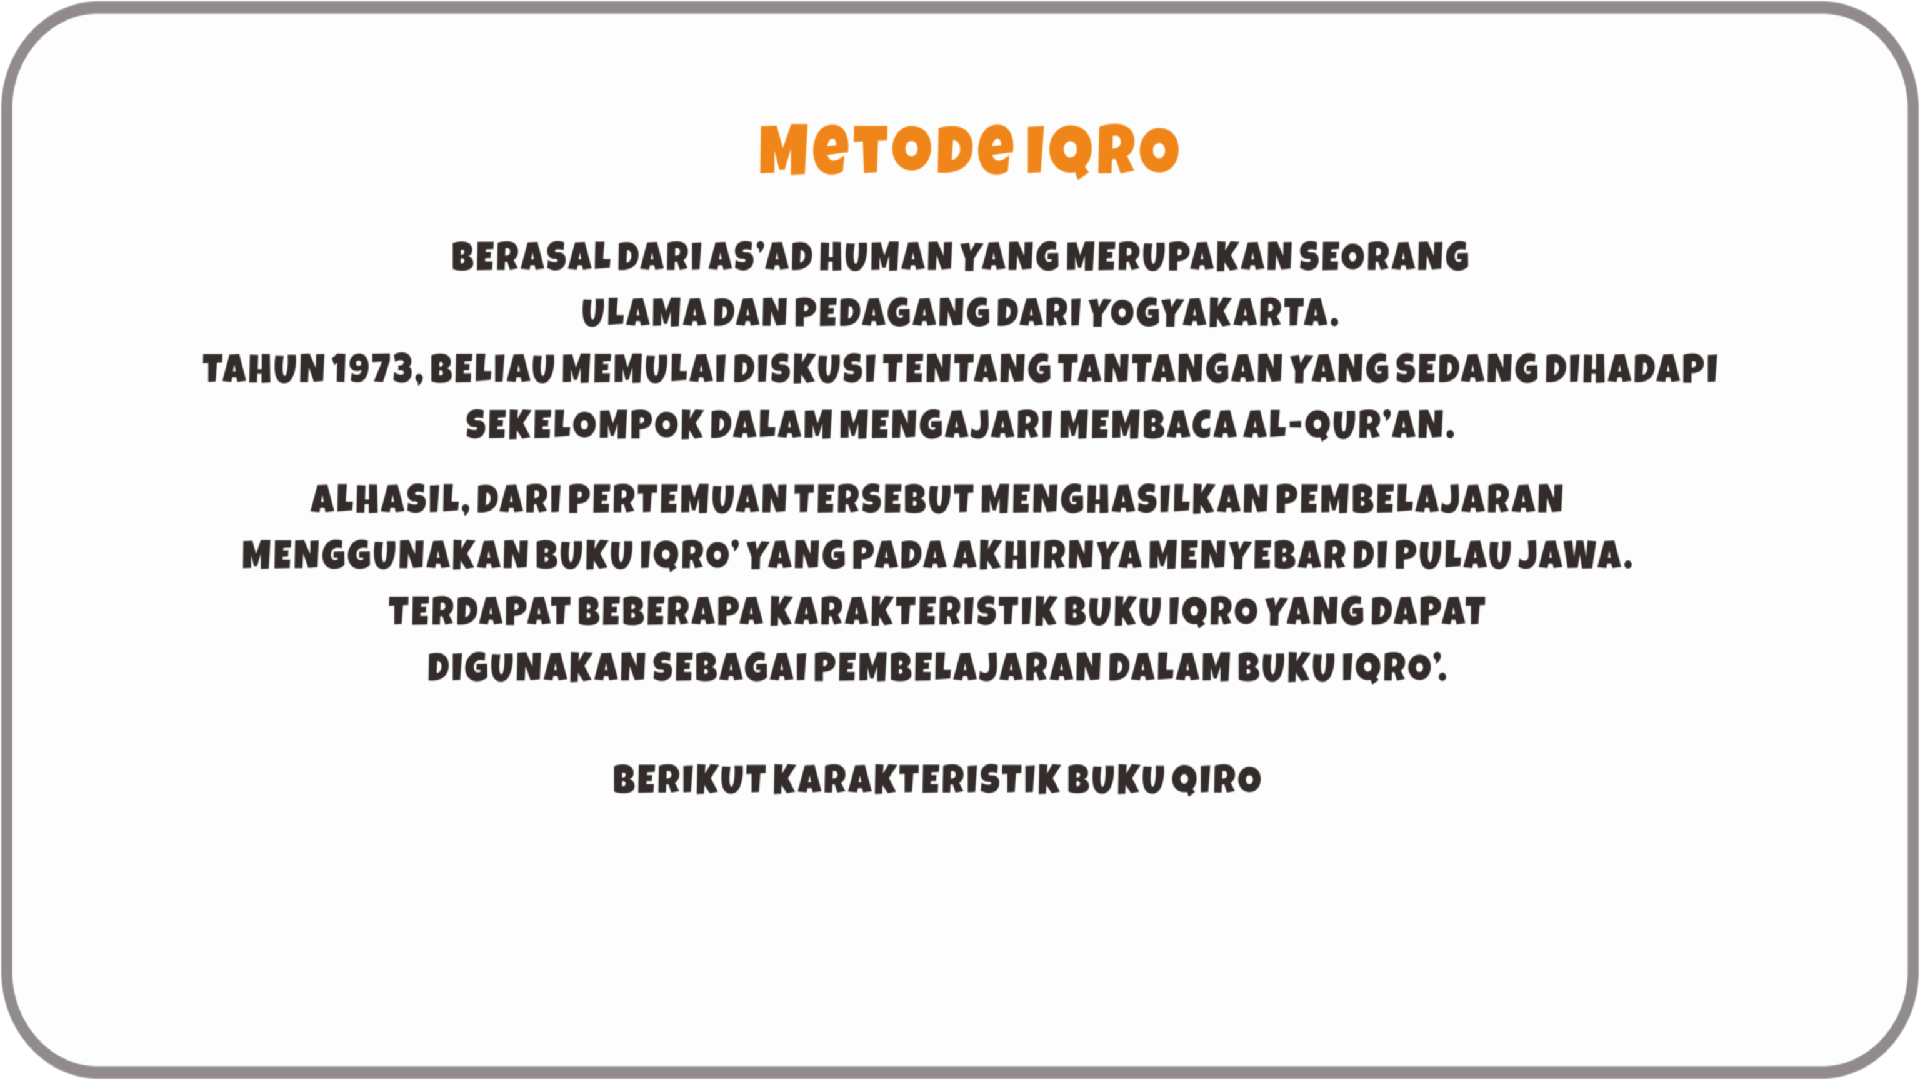 METODE IQRO
BERASAL DARI AS'AD HUMAN YANG MERUPAKAN SEORANG
ULAMA DAN PEDAGANG DARI YOGYAKARTA.
TAHUN 1973, BELIAU MEMULAI DISKUSI TENTANG TANTANGAN YANG SEDANG DIHADAPI
SEKELOMPOK DALAM MENGAJARI MEMBACA AL-QUR'AN.
ALHASIL, DARI PERTEMUAN TERSEBUT MENGHASILKAN PEMBELAJARAN
MENGGUNAKAN BUKU IQRO' YANG PADA AKHIRNYA MENYEBAR DI PULAU JAWA.
TERDAPAT BEBERAPA KARAKTERISTIK BUKU IQRO YANG DAPAT
DIGUNAKAN SEBAGAI PEMBELAJARAN DALAM BUKU IQRO'.
BERIKUT KARAKTERISTIK BUKU QIRO